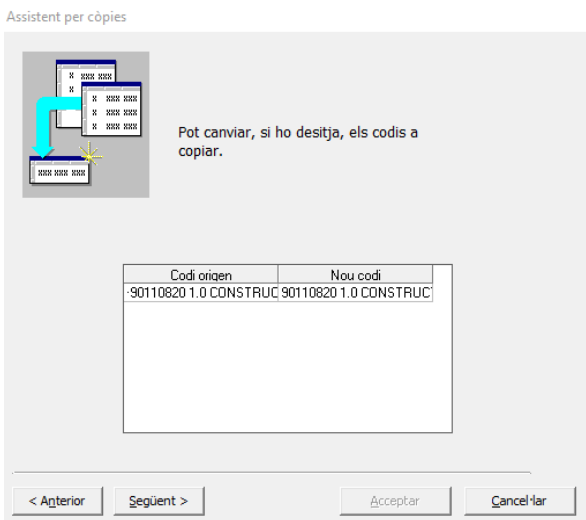 Assistent per còpies
Pot canviar, si ho desitja, els codis a
copiar.
Codi origen Nou codi
·90110820 1.0 CONSTRUC 90110820 1.0 CONSTRUC
< Anterior Següent > Acceptar Cancel·lar